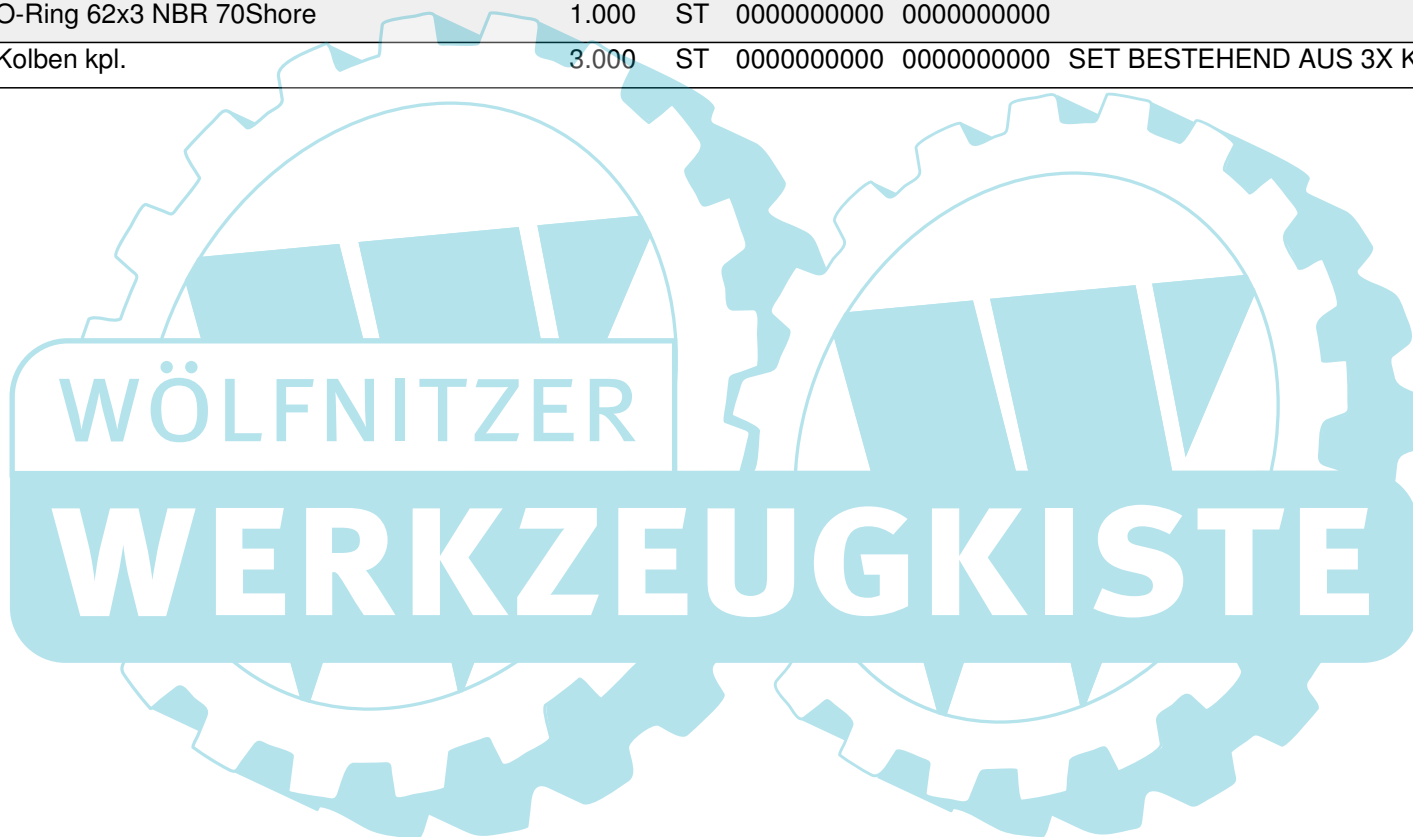 O-Ring 62x3 NBR 70Shore 1.000 ST 0000000000 0000000000
Kolben kpl. 3.000 ST 0000000000 0000000000 SET BESTEHEND AUS 3X K
WÖLFNITZER
WERKZEUGKISTE